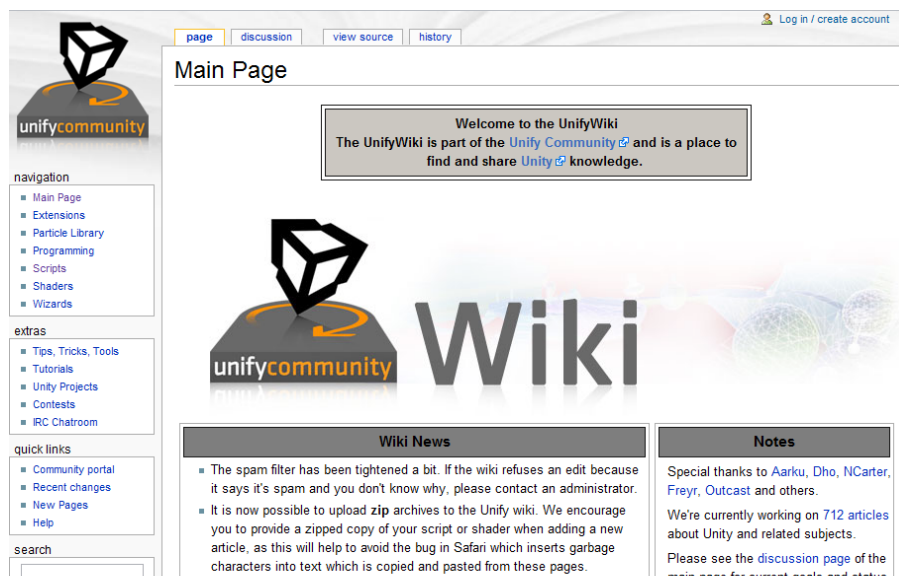 Log in / create account
page discussion view source history
Main Page
unifycommunity
Welcome to the UnifyWiki
The UnifyWiki is part of the Unify Community and is a place to
find and share Unity knowledge.
navigation
Main Page
Extensions
Particle Library
Programming
Scripts
Shaders
Wizards
extras
Tips, Tricks, Tools
Tutorials
Unity Projects
Contests
IRC Chatroom
quick links
Community portal
Recent changes
New Pages
Help
search
unifycommunity
Wiki
Wiki News
The spam filter has been tightened a bit. If the wiki refuses an edit because
it says it's spam and you don't know why, please contact an administrator.
It is now possible to upload zip archives to the Unify wiki. We encourage
you to provide a zipped copy of your script or shader when adding a new
article, as this will help to avoid the bug in Safari which inserts garbage
characters into text which is copied and pasted from these pages.
Notes
Special thanks to Aarku, Dho, NCarter,
Freyr, Outcast and others.
We're currently working on 712 articles
about Unity and related subjects.
Please see the discussion page of the
main page for current goals and status